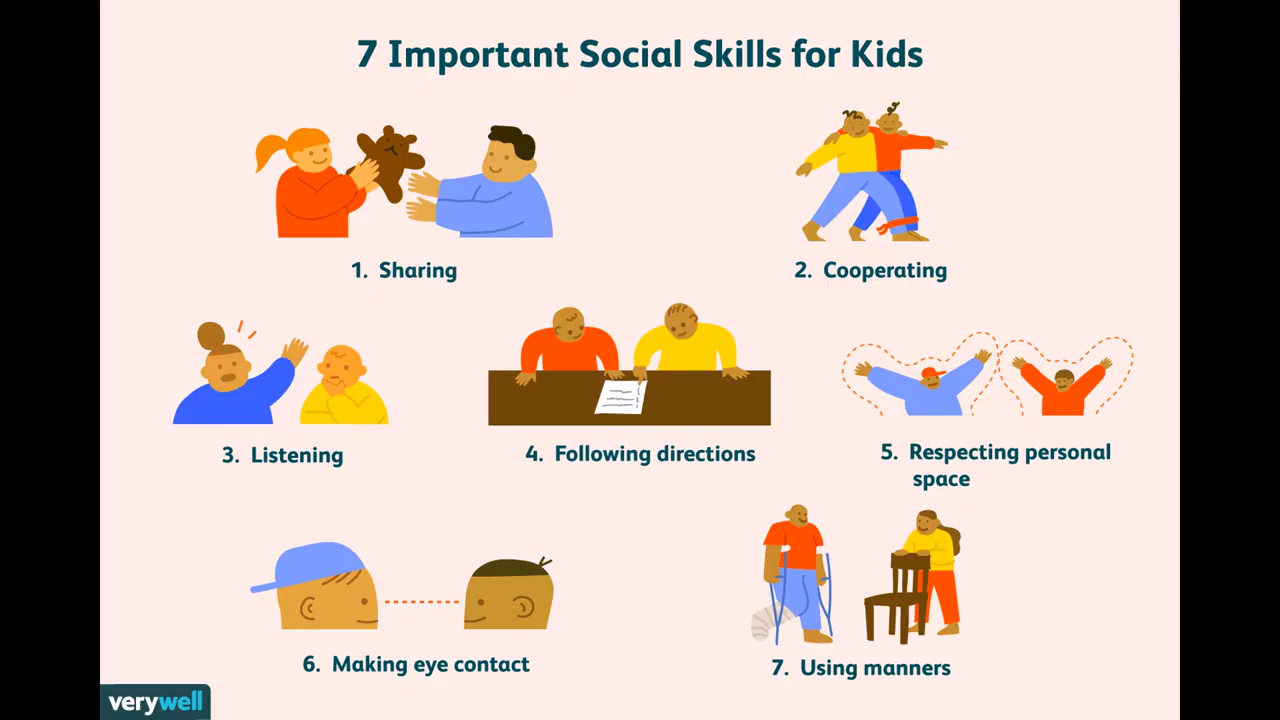 7 Important Social Skills for Kids
1. Sharing
2. Cooperating
3. Listening
4. Following directions
5. Respecting personal
space
6. Making eye contact
7. Using manners
verywell